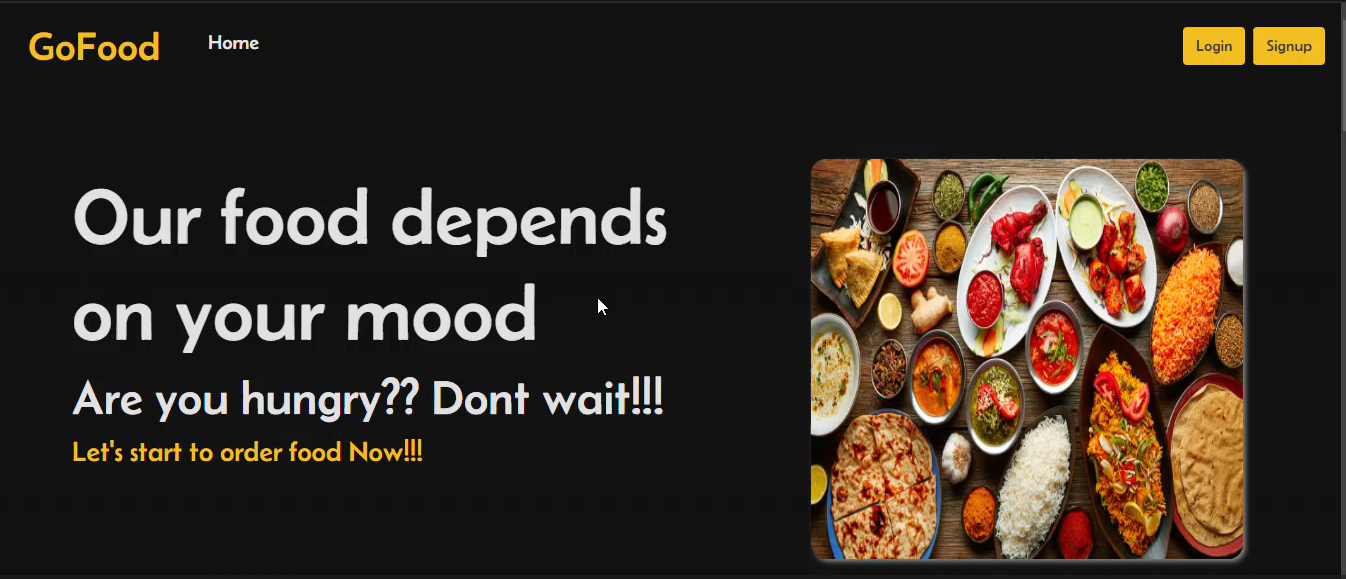 GoFood
Home
Login
Signup
Our food depends
on your mood
Are you hungry?? Dont wait!!!
Let's start to order food Now!!!